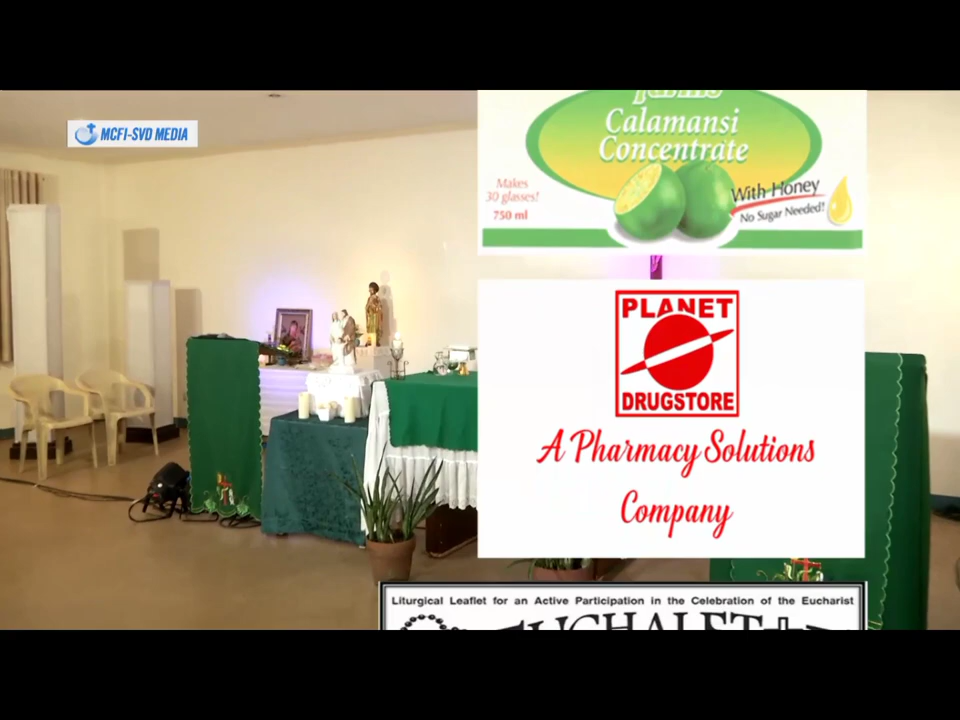 MCFI-SVD MEDIA
Calamansi
Concentrate
Makes
30 glasses!
750 ml
With Honey
No Sugar Needed!
PLANET
DRUGSTORE
A Pharmacy Solutions
Company
Liturgical Leaflet for an Active Participation in the Celebration of the Eucharist